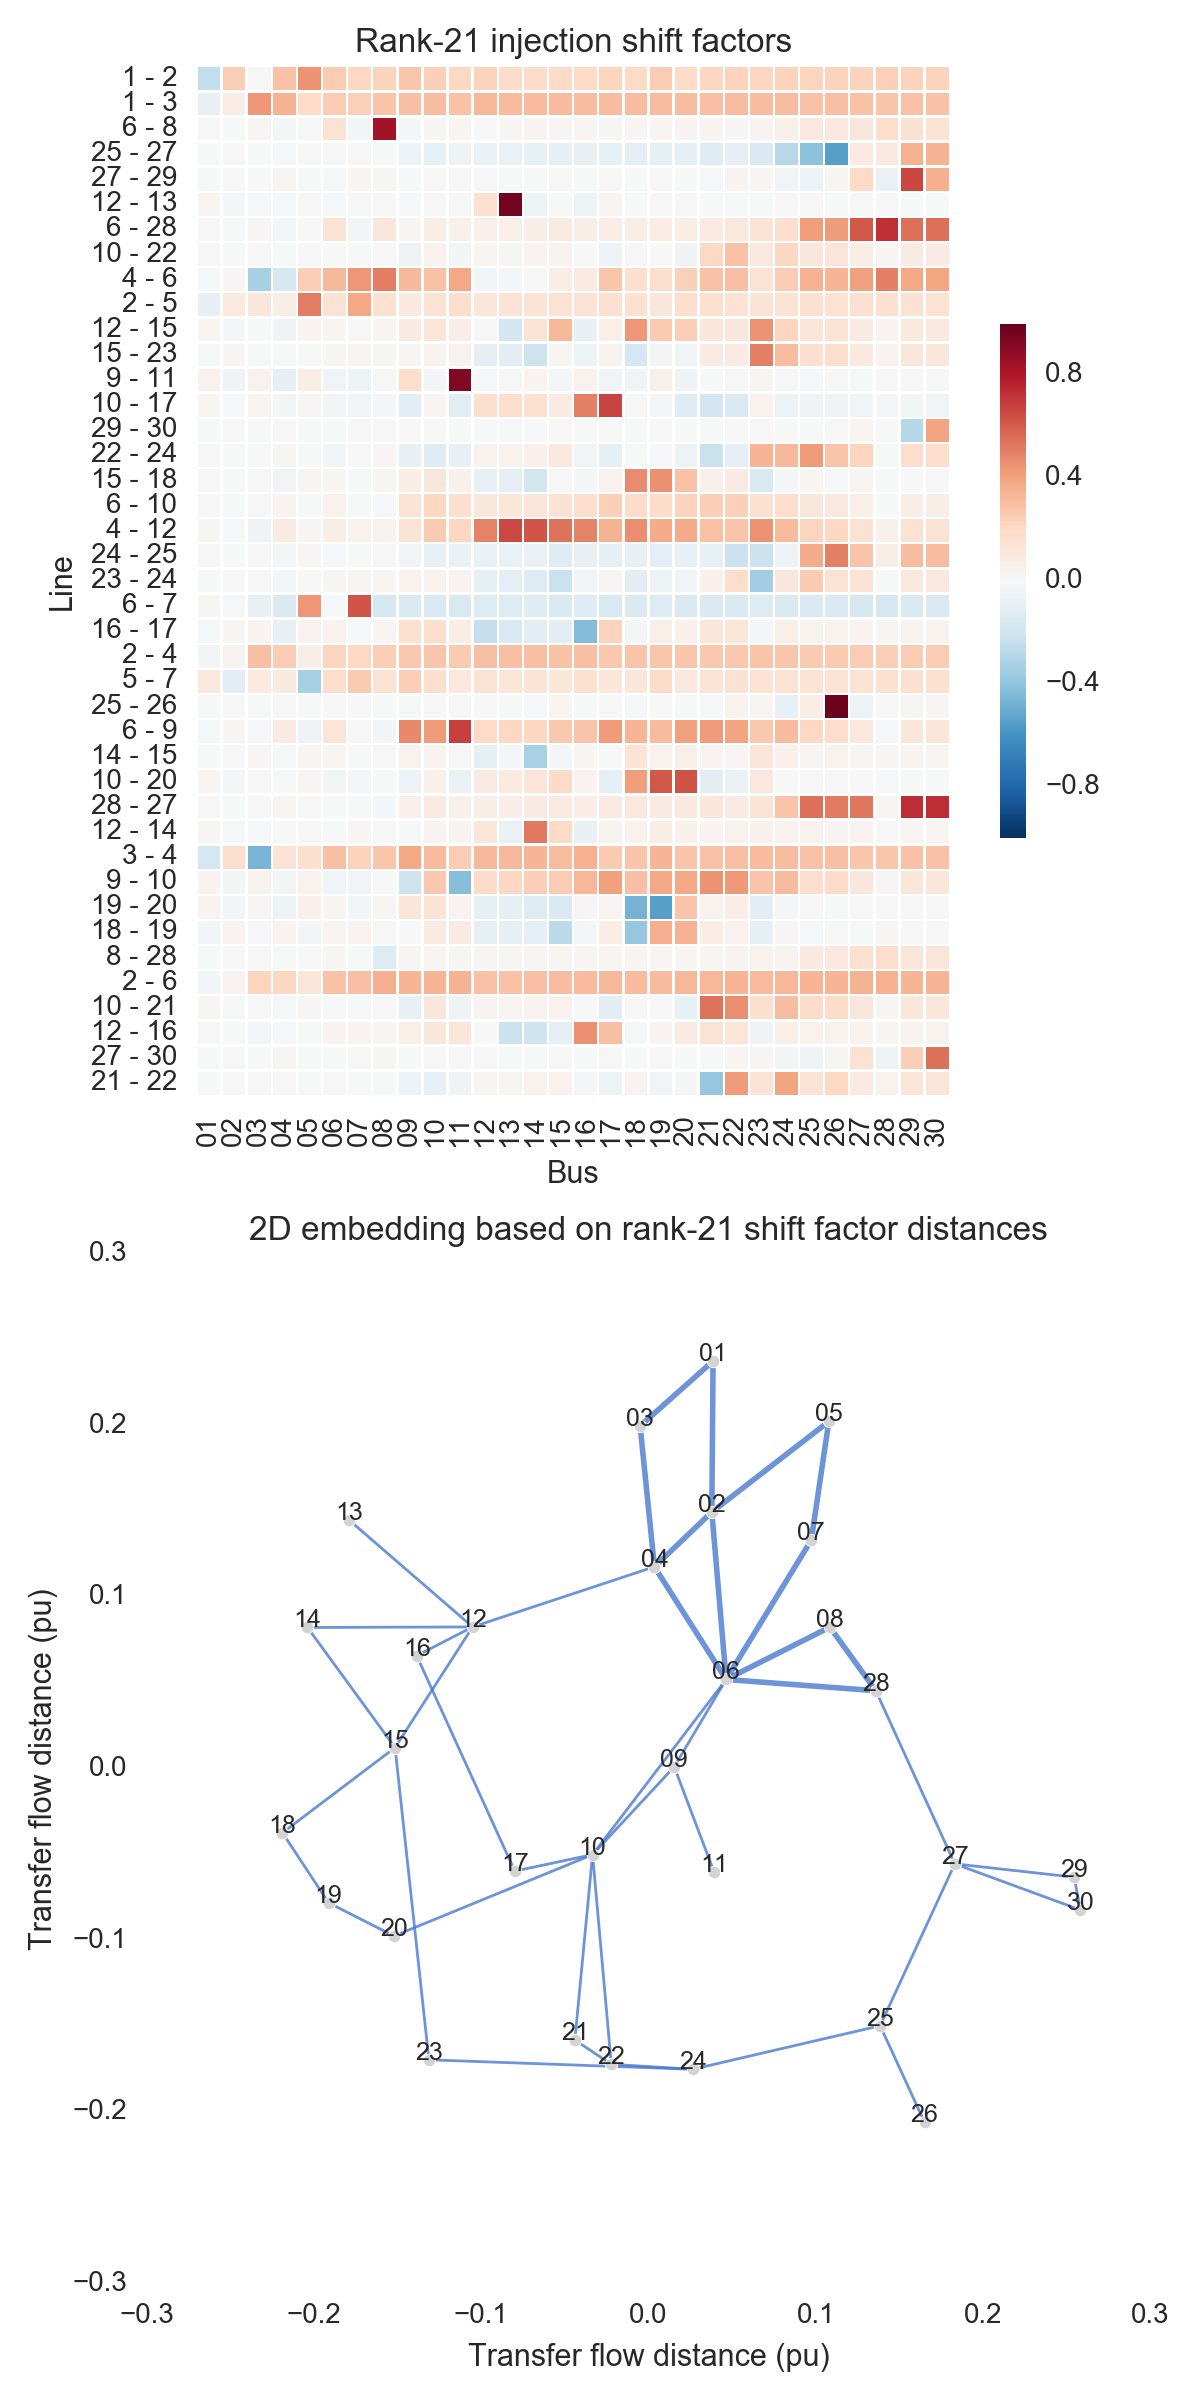 Rank-21 injection shift factors
1 - 2
1 - 3
6 - 8
25 - 27
27 - 29
12 - 13
6 - 28
10 - 22
4 - 6
2 - 5
12 - 15
15 - 23
9 - 11
10 - 17
29 - 30
22 - 24
15 - 18
6 - 10
4 - 12
24 - 25
23 - 24
6 - 7
16 - 17
2 - 4
5 - 7
25 - 26
6 - 9
14 - 15
10 - 20
28 - 27
12 - 14
3 - 4
9 - 10
19 - 20
18 - 19
8 - 28
2 - 6
10 - 21
12 - 16
27 - 30
21 - 22
Line
01 02 03 04 05 06 07 08 09 10 11 12 13 14 15 16 17 18 19 20 21 22 23 24 25 26 27 28 29 30
Bus
0.8
0.4
0.0
−0.4
−0.8
2D embedding based on rank-21 shift factor distances
0.3
0.2
0.1
0.0
−0.1
−0.2
−0.3
Transfer flow distance (pu)
01
03
05
02
13
07
04
14
12
08
16
06
28
15
09
18
10
17
11
27
29
19
30
20
25
21
23
22
24
26
−0.3 −0.2 −0.1 0.0 0.1 0.2 0.3
Transfer flow distance (pu)